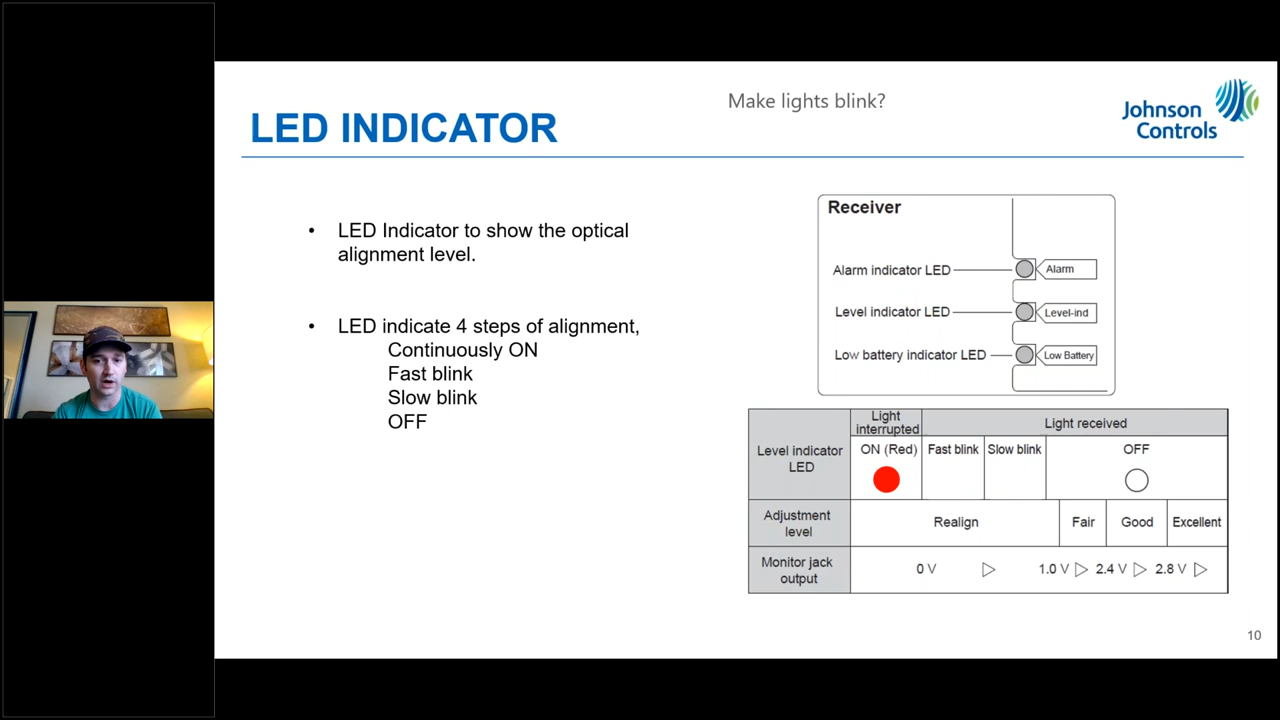 Make lights blink?
LED INDICATOR
Johnson
Controls
• LED Indicator to show the optical
alignment level.
• LED indicate 4 steps of alignment,
Continuously ON
Fast blink
Slow blink
OFF
Receiver
Alarm indicator LED
Alarm
Level indicator LED
Level-ind
Low battery indicator LED
Low Battery
Level indicator
LED
Light
interrupted
Light received
ON (Red)
Fast blink
Slow blink
OFF
Adjustment
level
Realign
Fair
Good
Excellent
Monitor jack
output
0 V
1.0 V
2.4 V
2.8 V
10